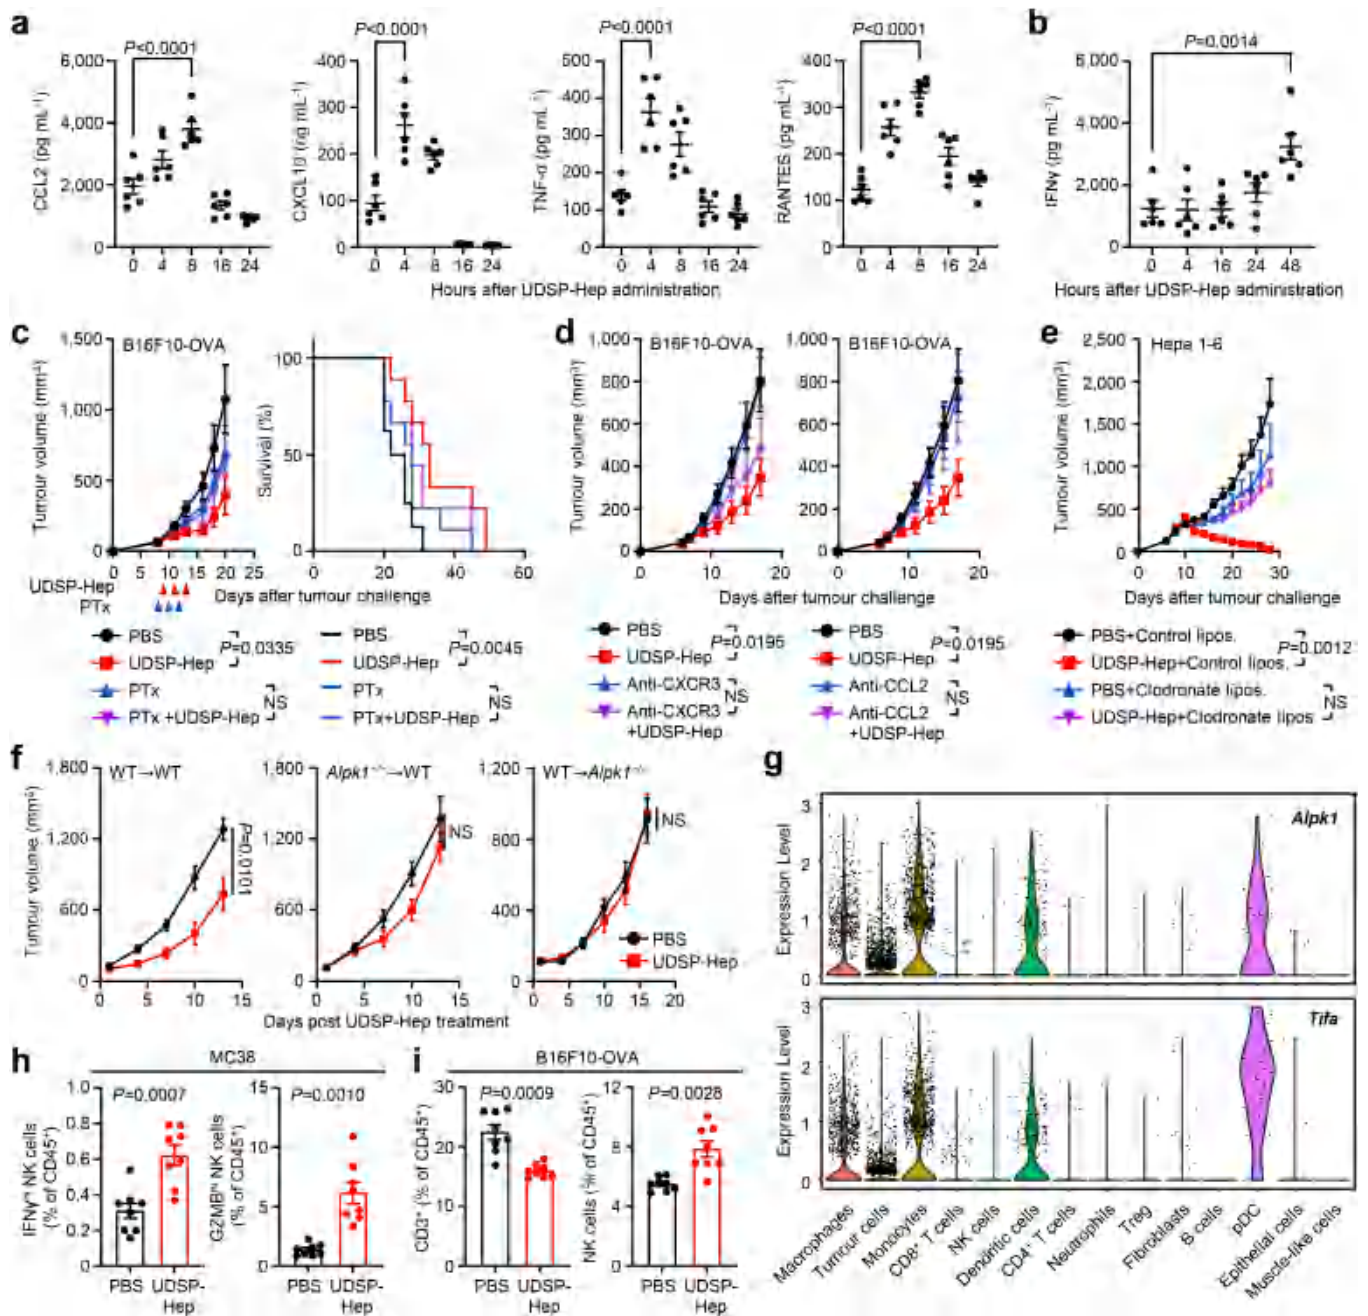 a
b
P<0.0001
P<0.0001
P<0.0001
P<0.0001
P=0.0014
CCL2 (pg mL⁻¹)
6,000
4,000
2,000
0
0 4 8 16 24
CXCL10 (ng mL⁻¹)
400
300
200
100
0
0 4 8 16 24
TNF-α (pg mL⁻¹)
500
400
300
200
100
0
0 4 8 16 24
RANTES (pg mL⁻¹)
400
300
200
100
0
0 4 8 16 24
IFNγ (pg mL⁻¹)
6,000
4,000
2,000
0
0 4 16 24 48
Hours after UDSP-Hep administration
Hours after UDSP-Hep administration
c
B16F10-OVA
Tumour volume (mm³)
1,500
1,000
500
0
0 5 10 15 20 25
UDSP-Hep
PTx
Survival (%)
100
50
0
0 20 40 60
Days after tumour challenge
PBS
UDSP-Hep
P=0.0335
PTx
PTx +UDSP-Hep
NS
PBS
UDSP-Hep
P=0.0045
PTx
PTx+UDSP-Hep
NS
d
B16F10-OVA
Tumour volume (mm³)
1,000
800
600
400
200
0
0 10 20
B16F10-OVA
1,000
800
600
400
200
0
0 10 20
Days after tumour challenge
PBS
UDSP-Hep
P=0.0195
Anti-CXCR3
Anti-CXCR3
+UDSP-Hep
NS
PBS
UDSP-Hep
P=0.0195
Anti-CCL2
Anti-CCL2
+UDSP-Hep
NS
e
Hepa 1-6
Tumour volume (mm³)
2,500
2,000
1,500
1,000
500
0
0 10 20 30
Days after tumour challenge
PBS+Control lipos.
UDSP-Hep+Control lipos.
P=0.0012
PBS+Clodronate lipos.
UDSP-Hep+Clodronate lipos
NS
f
WT→WT
Tumour volume (mm³)
1,800
1,200
600
0
0 5 10 15
P=0.0101
Alpk1⁻/⁻→WT
1,800
1,200
600
0
0 5 10 15
NS
WT→Alpk1⁻/⁻
1,200
800
400
0
0 5 10 15 20
NS
PBS
UDSP-Hep
Days post UDSP-Hep treatment
g
Alpk1
Expression Level
3
2
1
0
Tifa
Expression Level
3
2
1
0
Macrophages
Tumour cells
Monocytes
CD8⁺ T cells
NK cells
Dendritic cells
CD4⁺ T cells
Neutrophils
Treg
Fibroblasts
B cells
pDC
Epithelial cells
Muscle-like cells
h
MC38
IFNγʰⁱ NK cells
(% of CD45⁺)
0.8
0.6
0.4
0.2
0
P=0.0007
PBS UDSP-
Hep
GZMBʰⁱ NK cells
(% of CD45⁺)
15
10
5
0
P=0.0010
PBS UDSP-
Hep
i
B16F10-OVA
CD3⁺ (% of CD45⁺)
30
20
10
0
P=0.0009
PBS UDSP-
Hep
NK cells (% of CD45⁺)
12
8
4
0
P=0.0028
PBS UDSP-
Hep